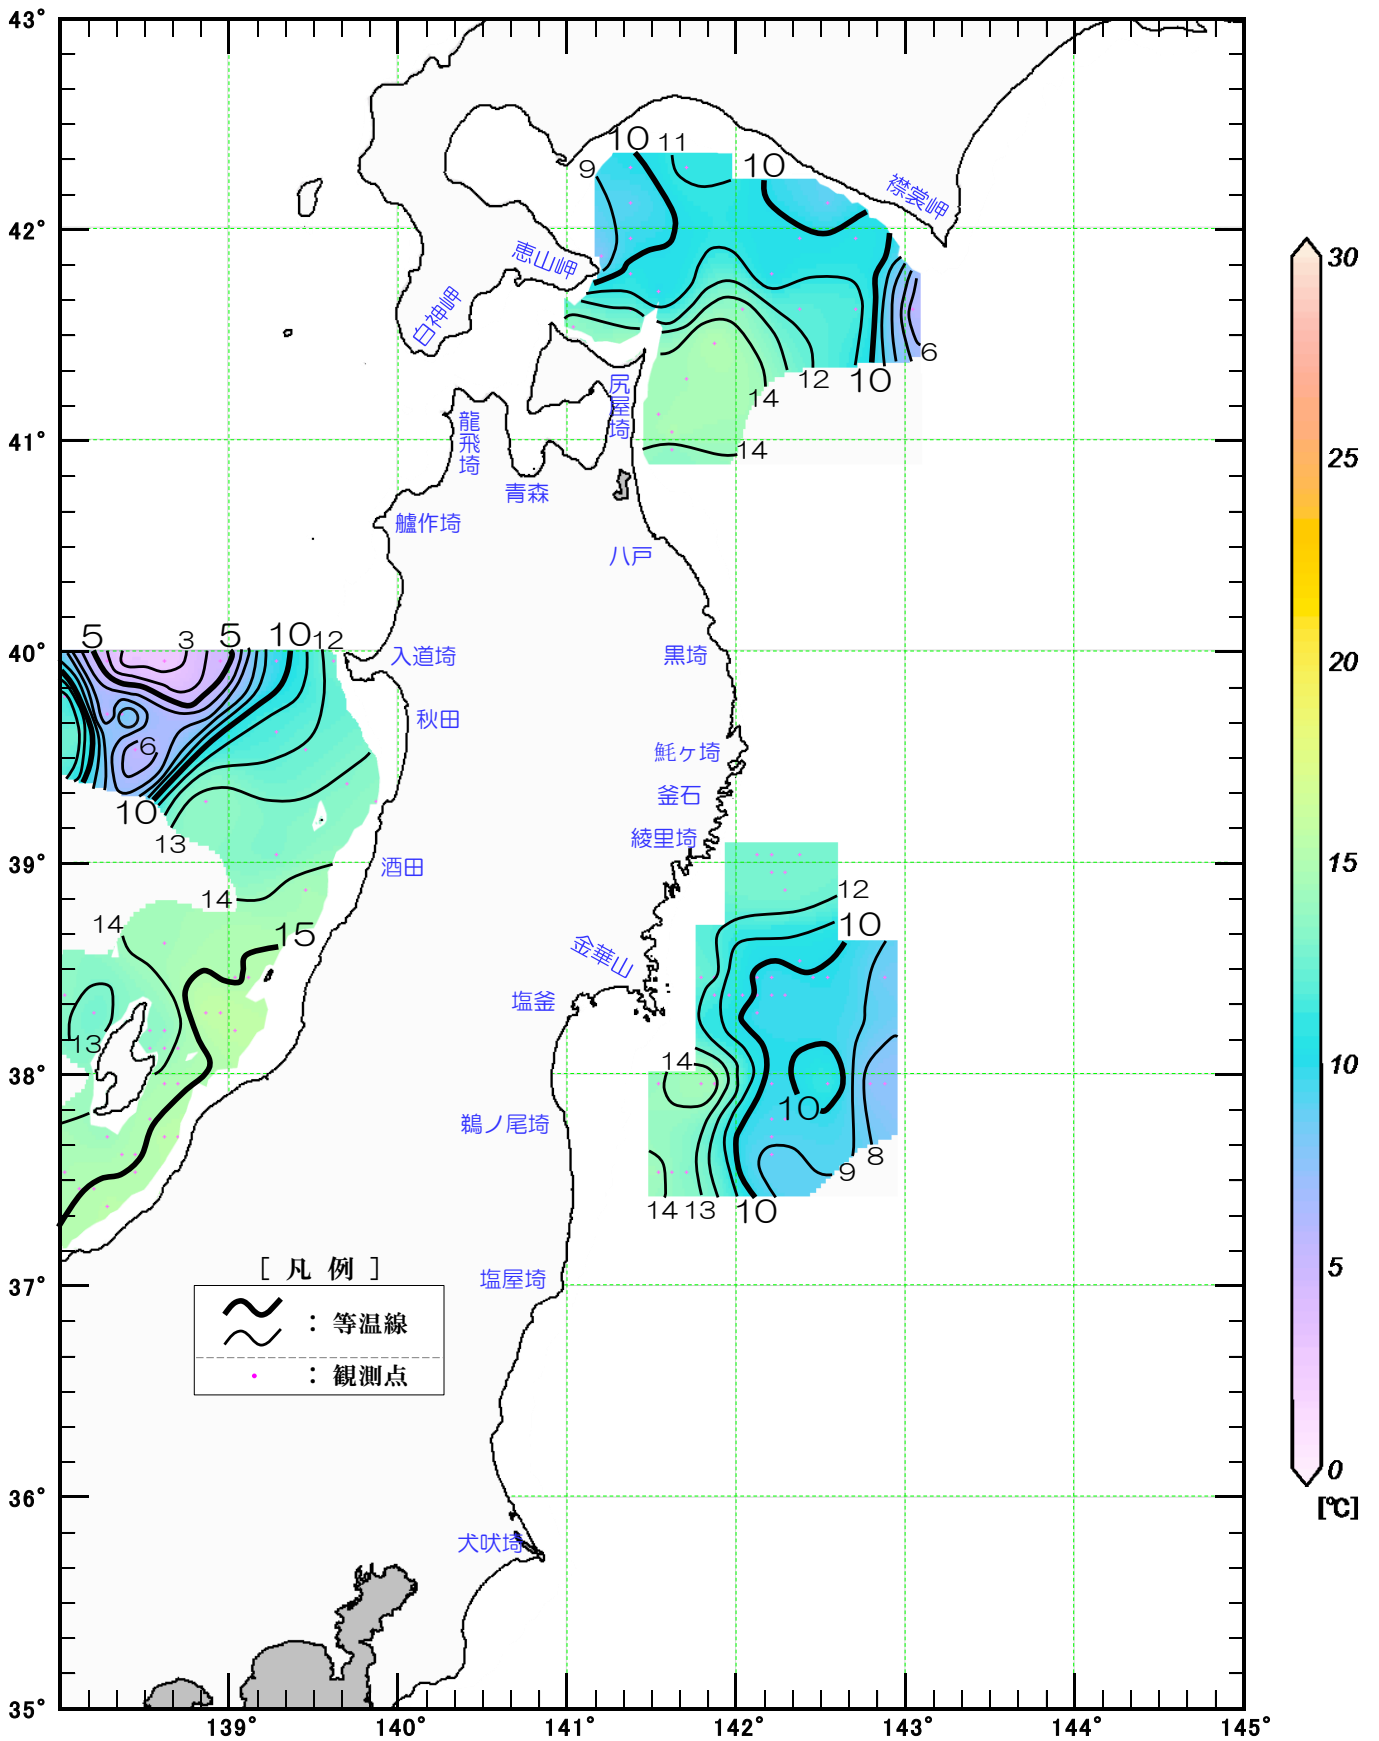 43°
42°
41°
40°
39°
38°
37°
36°
35°
139°
140°
141°
142°
143°
144°
145°
30
25
20
15
10
5
0
[℃]
10
11
9
10
襟裳岬
恵山岬
白神岬
6
12
10
14
14
尻屋埼
龍飛埼
青森
艫作埼
八戸
5
3
5
10
12
入道埼
黒埼
秋田
6
魹ヶ埼
釜石
10
13
綾里埼
酒田
14
14
15
12
10
金華山
塩釜
13
14
10
鵜ノ尾埼
9
8
14
13
10
[ 凡 例 ]
：等温線
：観測点
塩屋埼
犬吠埼